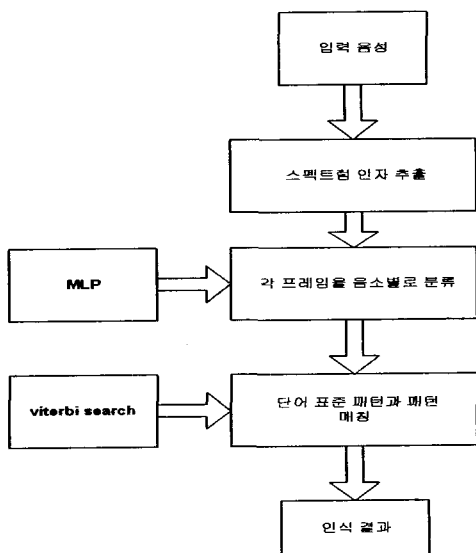 입력 음성
스펙트럼 인자 추출
MLP
각 프레임을 음소별로 분류
viterbi search
단어 표준 패턴과 패턴
매칭
인식 결과